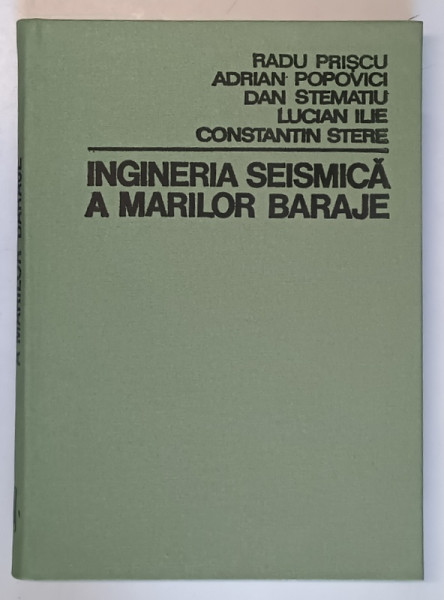 RADU PRIȘCU
ADRIAN POPOVICI
DAN STEMATIU
LUCIAN ILIE
CONSTANTIN STERE
INGINERIA SEISMICĂ
A MARILOR BARAJE
A MARILOR BARAJE